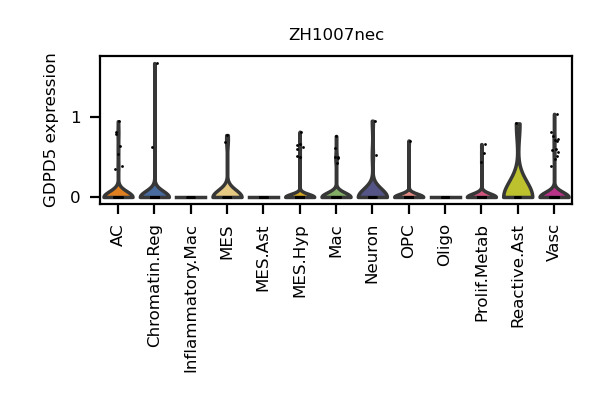 ZH1007nec
GDPD5 expression
1
0
AC
Chromatin.Reg
Inflammatory.Mac
MES
MES.Ast
MES.Hyp
Mac
Neuron
OPC
Oligo
Prolif.Metab
Reactive.Ast
Vasc